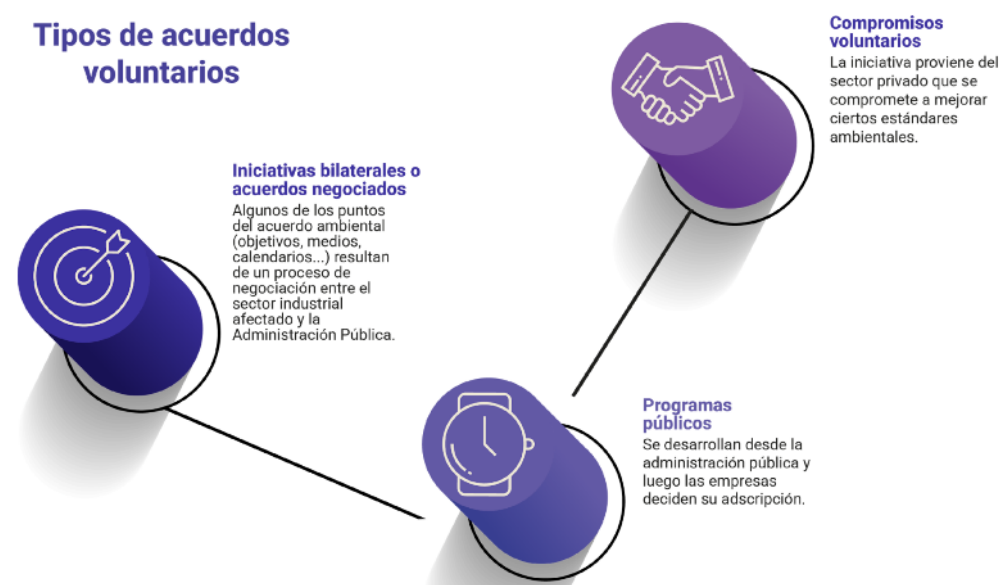 Tipos de acuerdos
voluntarios
Iniciativas bilaterales o
acuerdos negociados
Algunos de los puntos
del acuerdo ambiental
(objetivos, medios,
calendarios...) resultan
de un proceso de
negociación entre el
sector industrial
afectado y la
Administración Pública.
Programas
públicos
Se desarrollan desde la
administración pública y
luego las empresas
deciden su adscripción.
Compromisos
voluntarios
La iniciativa proviene del
sector privado que se
compromete a mejorar
ciertos estándares
ambientales.